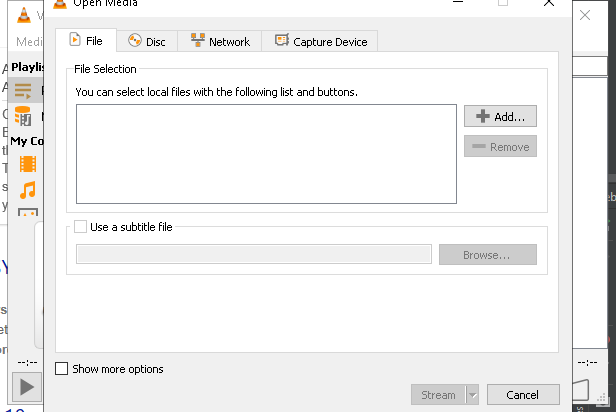 Open Media
Medi
File
Disc
Network
Capture Device
Playlis
File Selection
You can select local files with the following list and buttons.
Add...
Remove
My Co
Use a subtitle file
Browse...
--:--
--:--
Show more options
Stream
Cancel